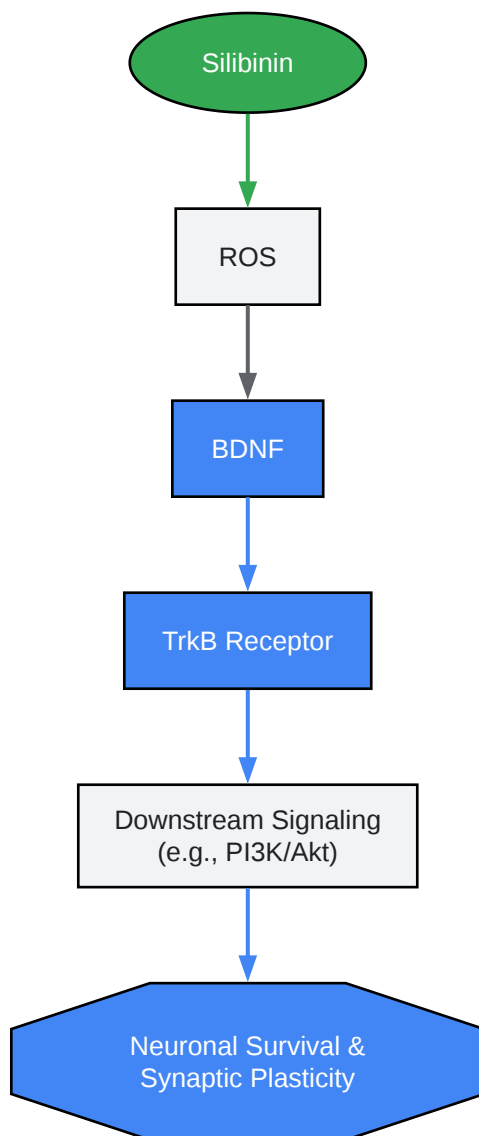 Silibinin
ROS
BDNF
TrkB Receptor
Downstream Signaling
(e.g., PI3K/Akt)
Neuronal Survival &
Synaptic Plasticity